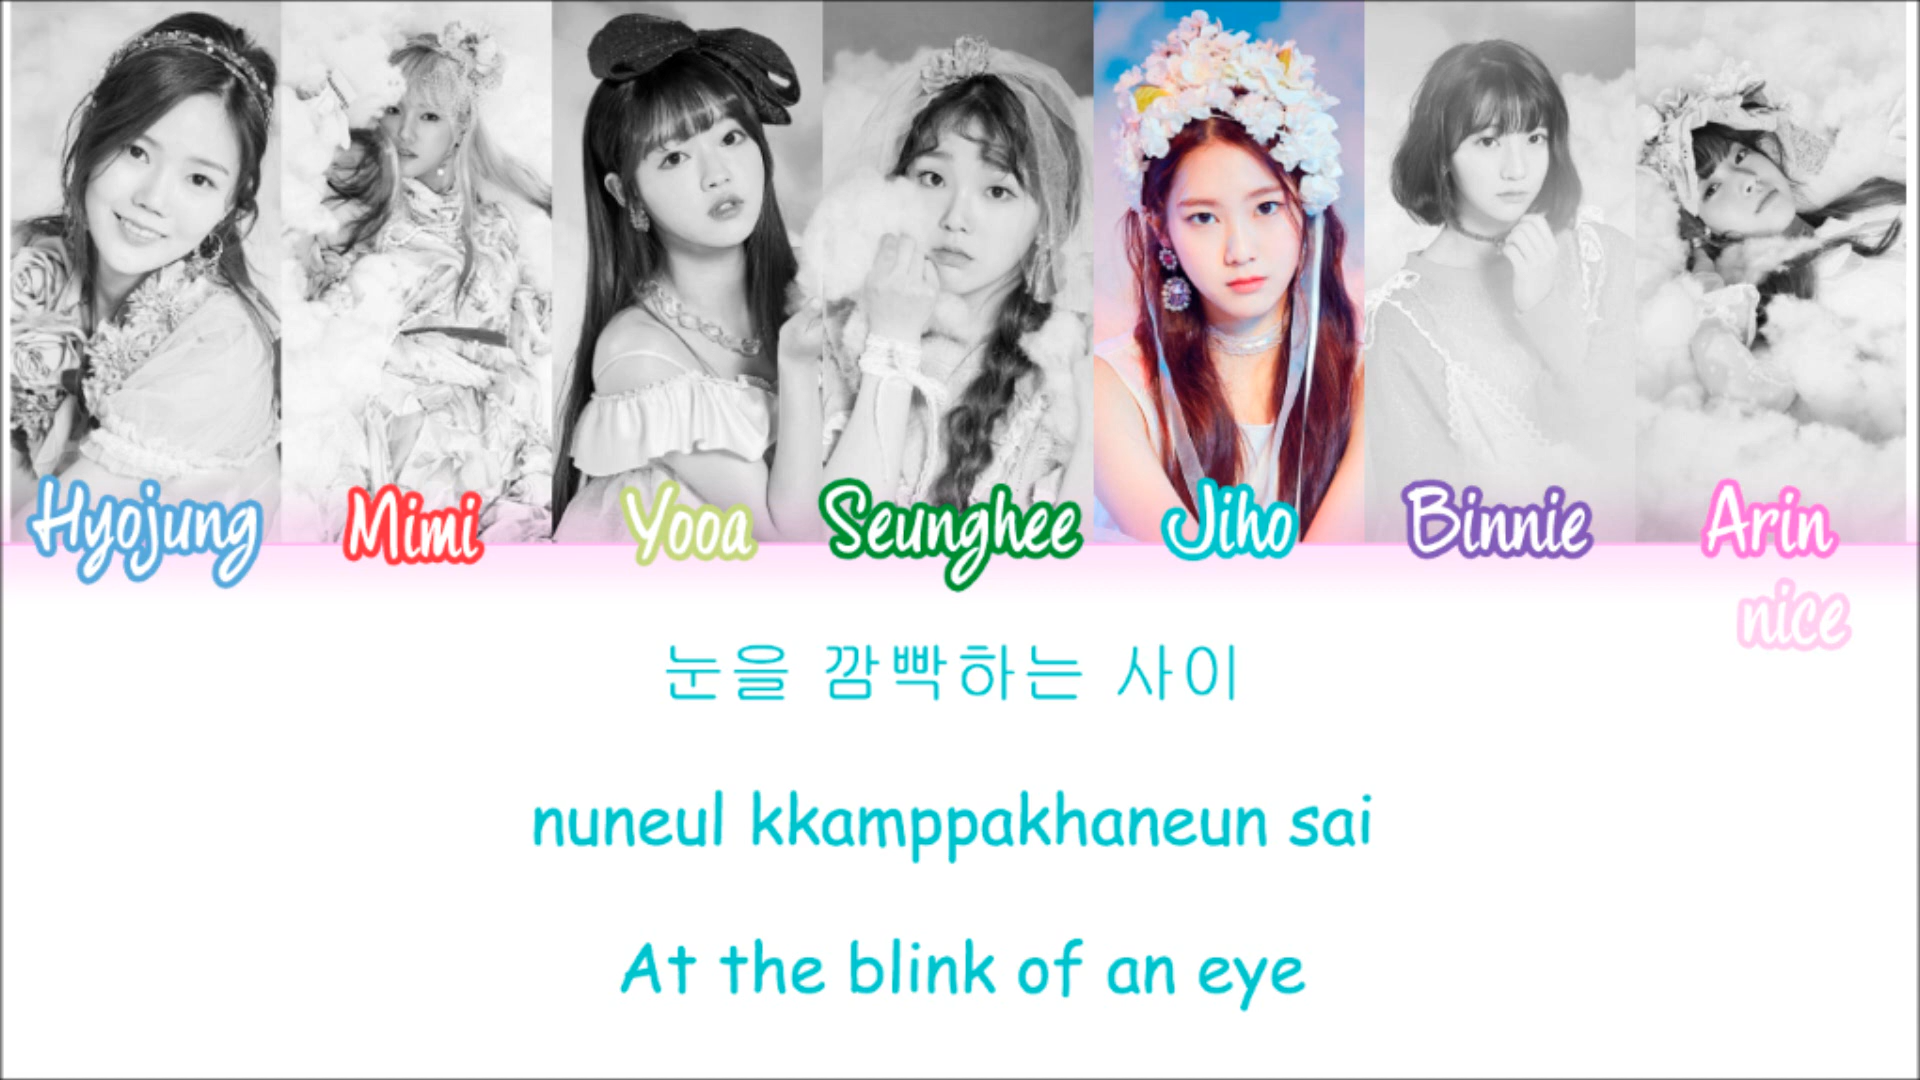 Hyojung Mimi Yooa Seunghee Jiho Binnie Arin
nice
눈을 깜빡하는 사이
nuneul kkamppakhaneun sai
At the blink of an eye